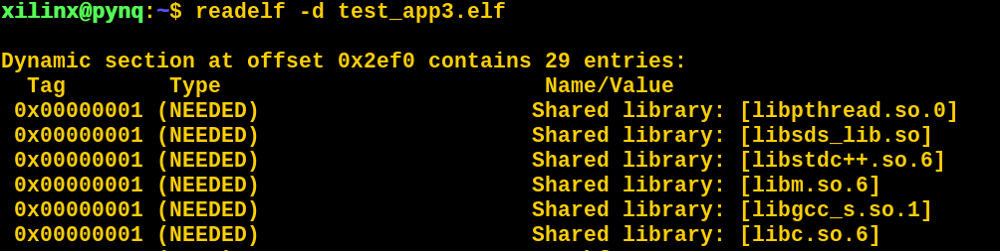 xilinx@pynq:~$ readelf -d test_app3.elf
Dynamic section at offset 0x2ef0 contains 29 entries:
Tag Type Name/Value
0x00000001 (NEEDED) Shared library: [libpthread.so.0]
0x00000001 (NEEDED) Shared library: [libsds_lib.so]
0x00000001 (NEEDED) Shared library: [libstdc++.so.6]
0x00000001 (NEEDED) Shared library: [libm.so.6]
0x00000001 (NEEDED) Shared library: [libgcc_s.so.1]
0x00000001 (NEEDED) Shared library: [libc.so.6]